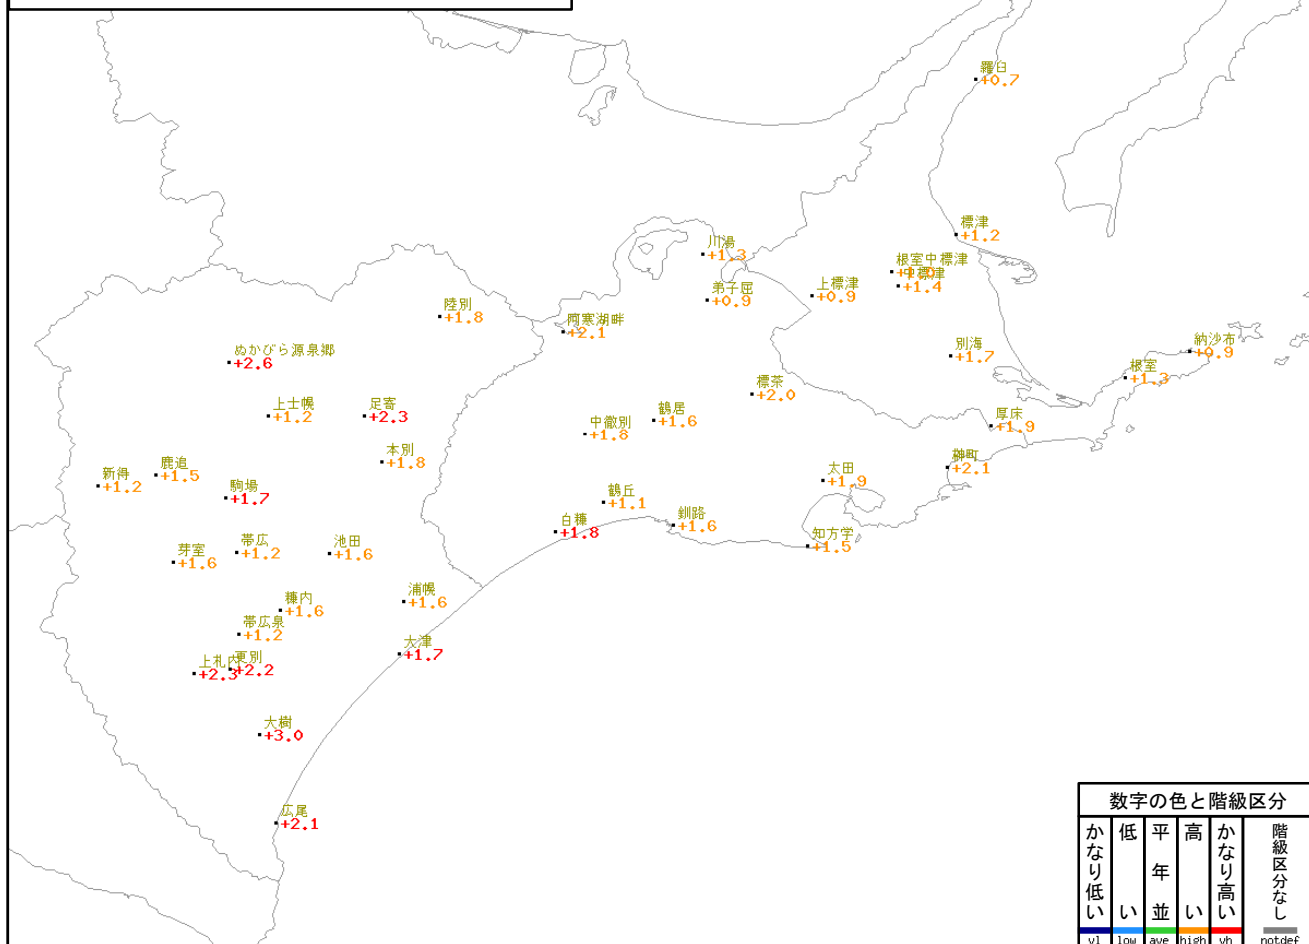 羅臼
+0.7
標津
+1.2
川湯
+1.3
根室中標津
中標津
+1.4
弟子屈
+0.9
上標津
+0.9
陸別
+1.8
阿寒湖畔
+2.1
ぬかびら源泉郷
+2.6
別海
+1.7
納沙布
+0.9
根室
+1.3
標茶
+2.0
上士幌
+1.2
足寄
+2.3
鶴居
+1.6
中徹別
+1.8
厚床
+1.9
本別
+1.8
榊町
+2.1
鹿追
+1.5
新得
+1.2
太田
+1.9
駒場
+1.7
鶴丘
+1.1
白糠
+1.8
釧路
+1.6
知方学
+1.5
帯広
+1.2
池田
+1.6
芽室
+1.6
浦幌
+1.6
糠内
+1.6
帯広泉
+1.2
大津
+1.7
上札内
+2.3
更別
+2.2
大樹
+3.0
広尾
+2.1
数字の色と階級区分
かなり低い
低い
平年並
高い
かなり高い
階級区分なし
vl low ave high vh notdef